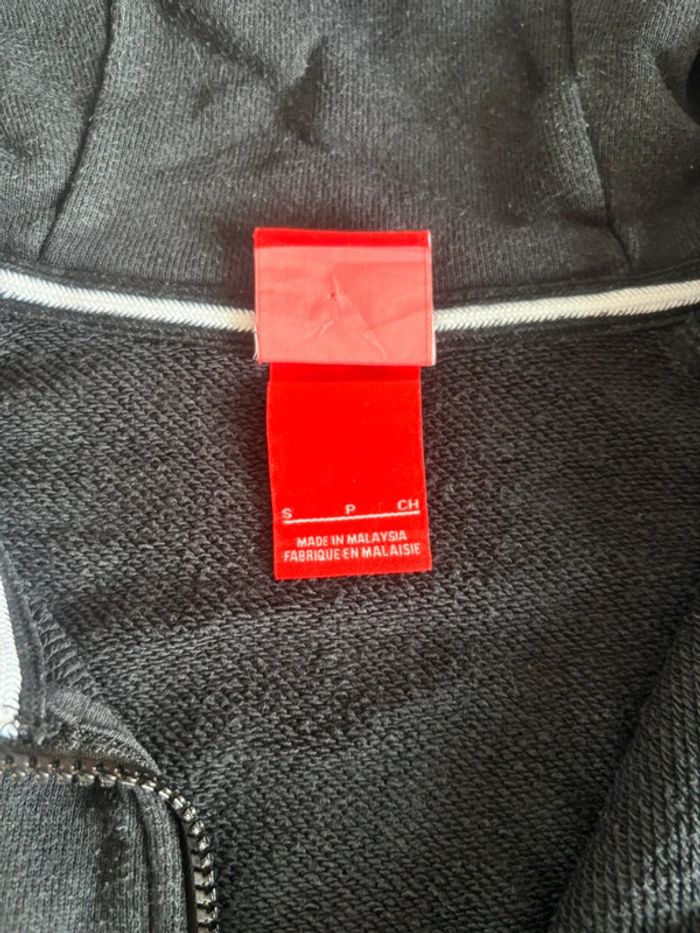 S P CH
MADE IN MALAYSIA
FABRIQUE EN MALAISIE